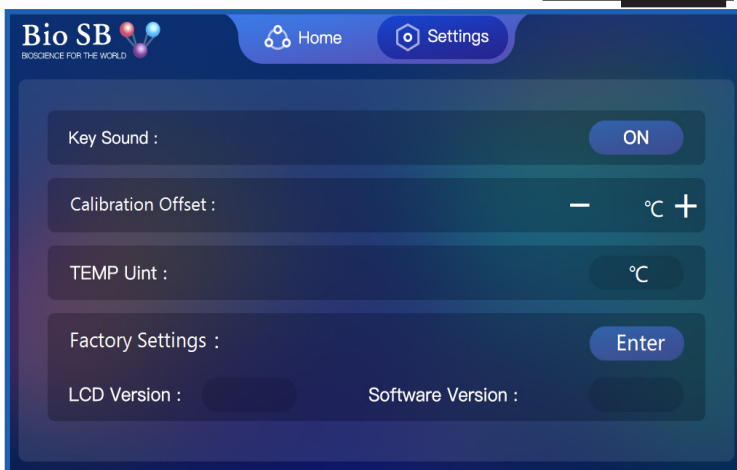 Bio SB
BIOSCIENCE FOR THE WORLD
Home
Settings
Key Sound :
ON
Calibration Offset :
− ℃ +
TEMP Uint :
℃
Factory Settings :
Enter
LCD Version :
Software Version :